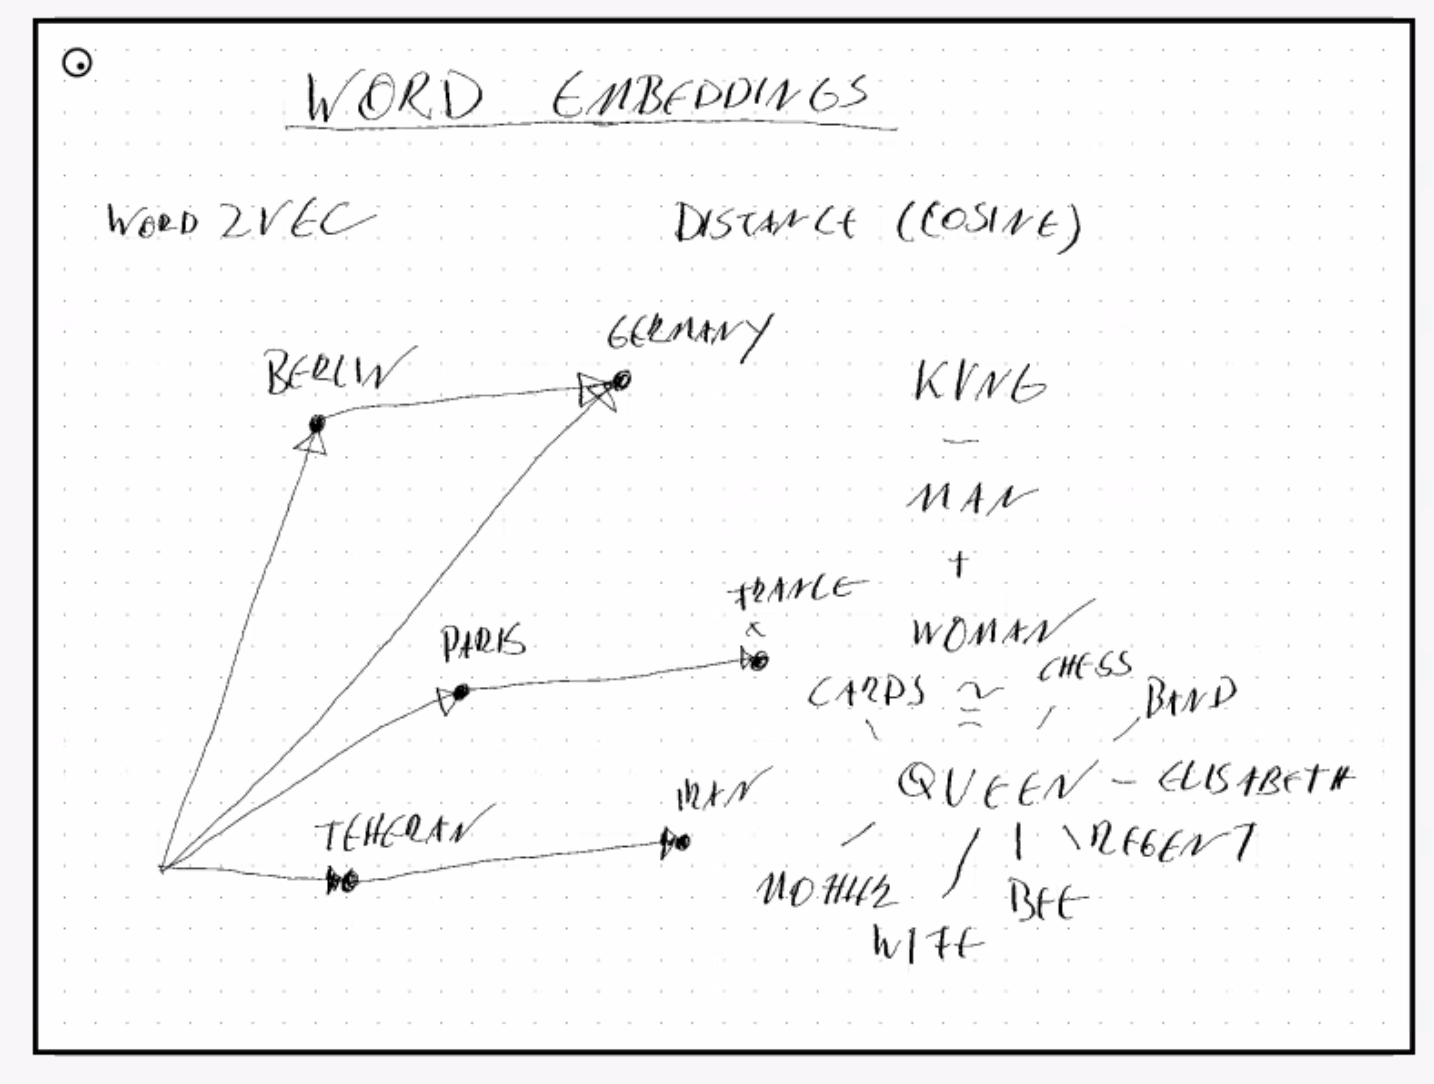 WORD EMBEDDINGS
WORD 2VEC
DISTANCE (COSINE)
BERLIN
GERMANY
PARIS
FRANCE
x
TEHERAN
IRAN
KING
-
MAN
+
WOMAN
≅
QUEEN - ELISABETH
CARDS
CHESS
BAND
MOTHER
WIFE
BEE
REGENT